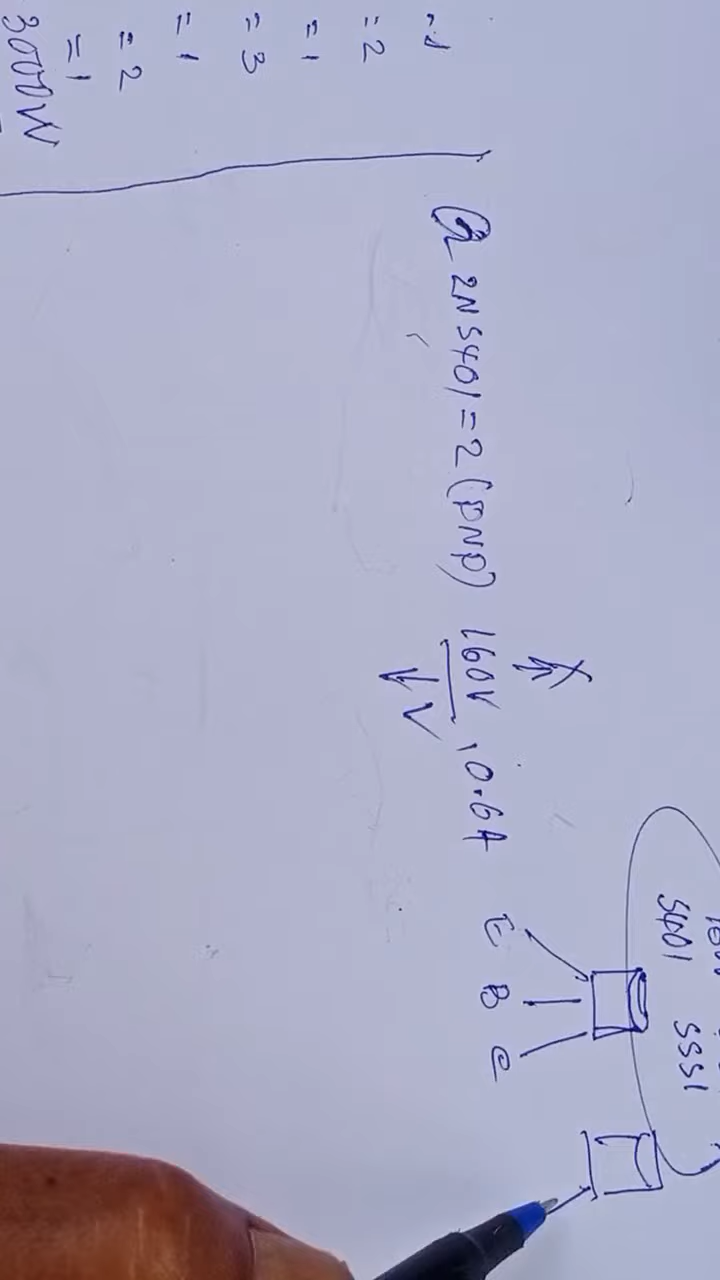 = 2
= 1
= 3
= 1
= 2
= 1
3000W
Q 2N5401 = 2 (PNP) 160V, 0.6A
5401 5551
E B C